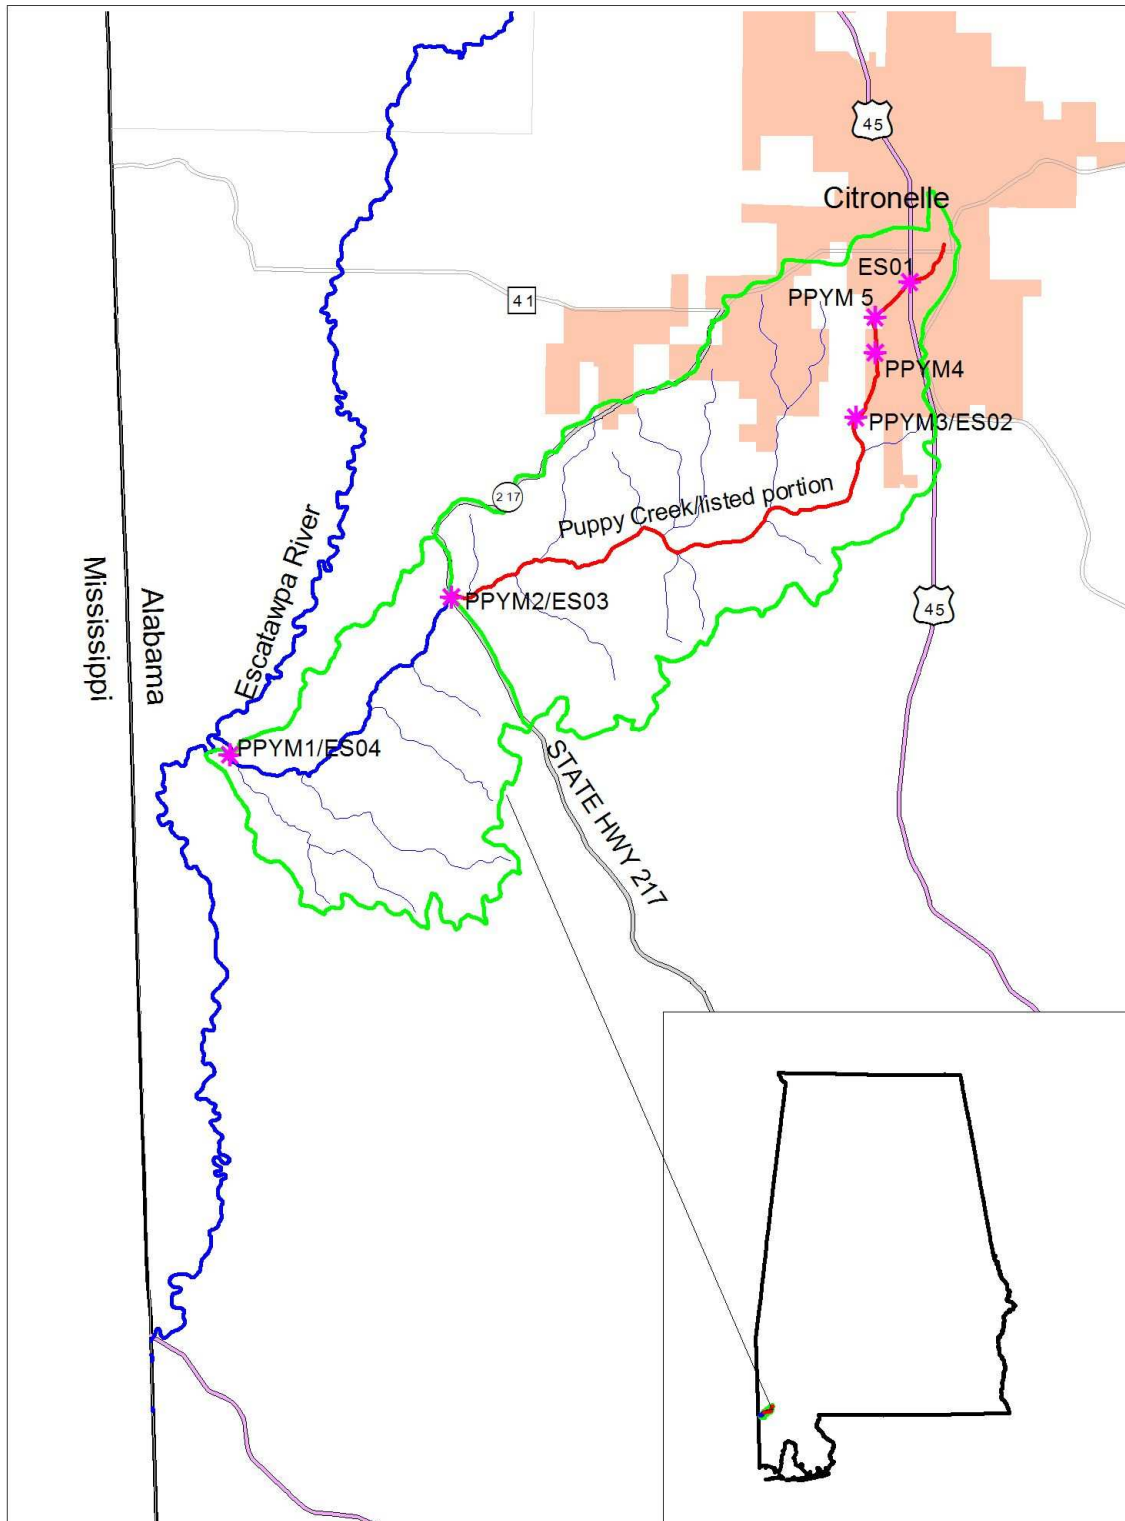 45
Citronelle
ES01
PPYM 5
41
PPYM4
PPYM3/ES02
217
Puppy Creek/listed portion
Escatawpa River
Mississippi
Alabama
PPYM2/ES03
45
PPYM1/ES04
STATE HWY 217